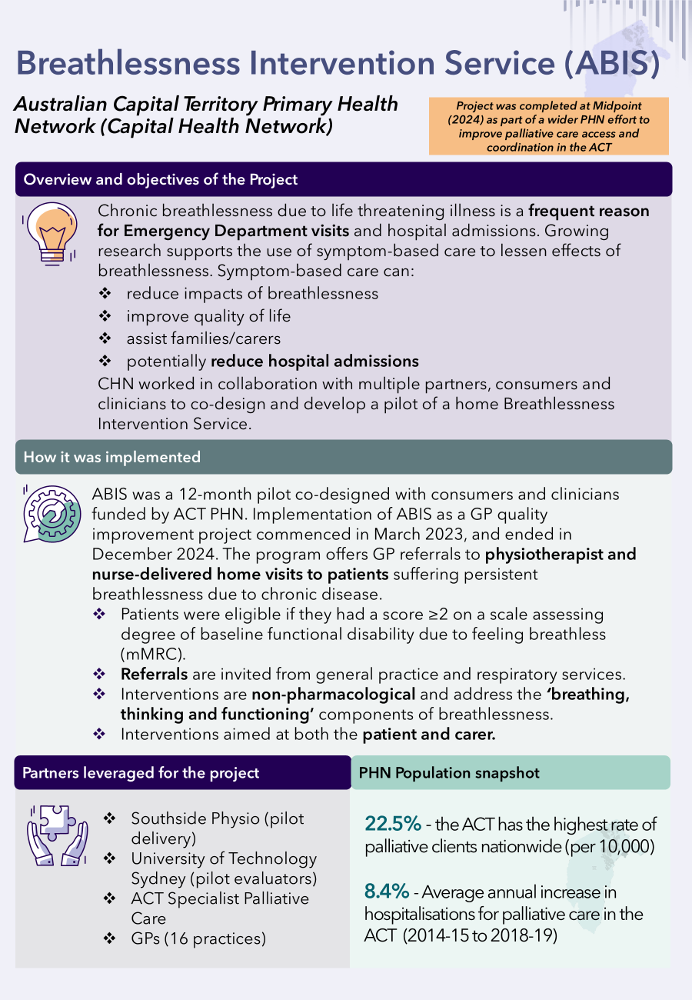 Breathlessness Intervention Service (ABIS)
Australian Capital Territory Primary Health
Network (Capital Health Network)
Project was completed at Midpoint
(2024) as part of a wider PHN effort to
improve palliative care access and
coordination in the ACT
Overview and objectives of the Project
Chronic breathlessness due to life threatening illness is a frequent reason
for Emergency Department visits and hospital admissions. Growing
research supports the use of symptom-based care to lessen effects of
breathlessness. Symptom-based care can:
❖ reduce impacts of breathlessness
❖ improve quality of life
❖ assist families/carers
❖ potentially reduce hospital admissions
CHN worked in collaboration with multiple partners, consumers and
clinicians to co-design and develop a pilot of a home Breathlessness
Intervention Service.
How it was implemented
ABIS was a 12-month pilot co-designed with consumers and clinicians
funded by ACT PHN. Implementation of ABIS as a GP quality
improvement project commenced in March 2023, and ended in
December 2024. The program offers GP referrals to physiotherapist and
nurse-delivered home visits to patients suffering persistent
breathlessness due to chronic disease.
❖ Patients were eligible if they had a score ≥2 on a scale assessing
degree of baseline functional disability due to feeling breathless
(mMRC).
❖ Referrals are invited from general practice and respiratory services.
❖ Interventions are non-pharmacological and address the ‘breathing,
thinking and functioning’ components of breathlessness.
❖ Interventions aimed at both the patient and carer.
Partners leveraged for the project
❖ Southside Physio (pilot
delivery)
❖ University of Technology
Sydney (pilot evaluators)
❖ ACT Specialist Palliative
Care
❖ GPs (16 practices)
PHN Population snapshot
22.5% - the ACT has the highest rate of
palliative clients nationwide (per 10,000)
8.4% - Average annual increase in
hospitalisations for palliative care in the
ACT (2014-15 to 2018-19)